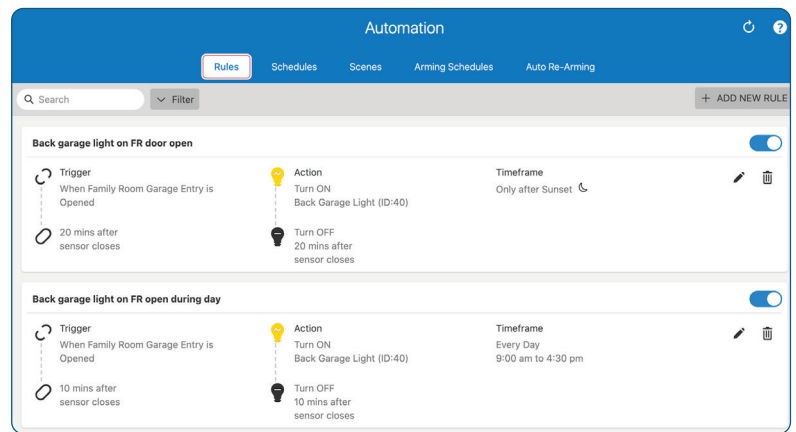 Automation
?
Rules Schedules Scenes Arming Schedules Auto Re-Arming
Search Filter + ADD NEW RULE
Back garage light on FR door open
Trigger Action Timeframe
When Family Room Garage Entry is Turn ON Only after Sunset
Opened Back Garage Light (ID:40)
20 mins after Turn OFF
sensor closes 20 mins after
sensor closes
Back garage light on FR open during day
Trigger Action Timeframe
When Family Room Garage Entry is Turn ON Every Day
Opened Back Garage Light (ID:40) 9:00 am to 4:30 pm
10 mins after Turn OFF
sensor closes 10 mins after
sensor closes